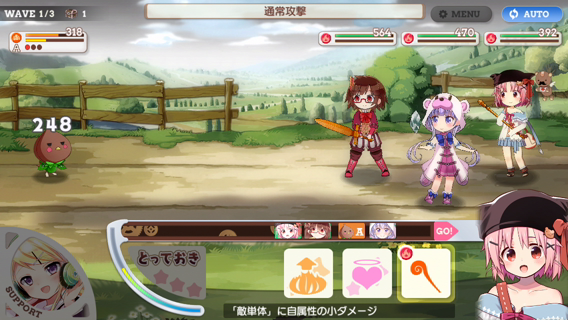 WAVE 1/3 1
通常攻撃
MENU
AUTO
318
A
564
470
392
248
A
GO!
SUPPORT
とっておき
「敵単体」に自属性の小ダメージ